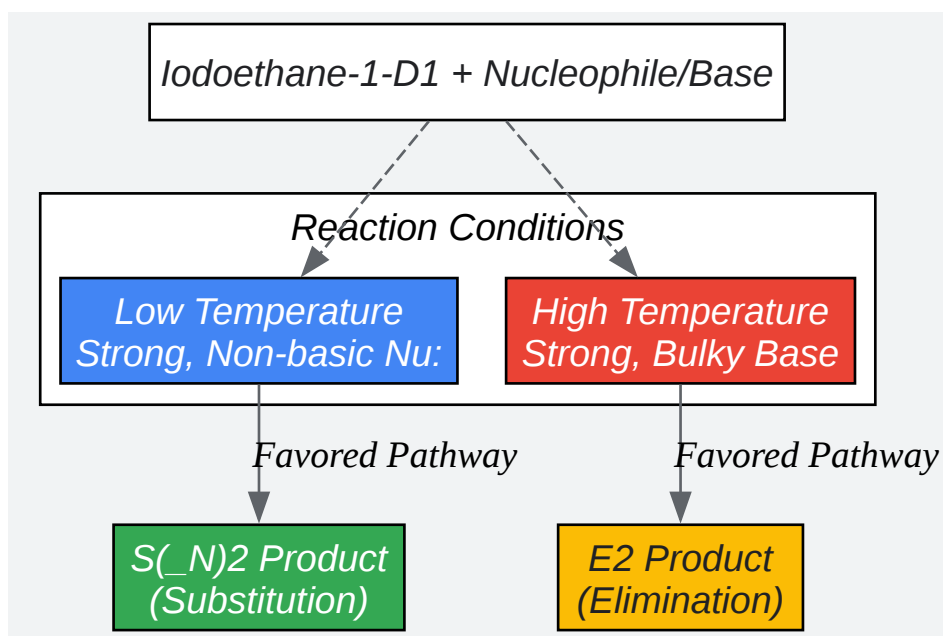 Iodoethane-1-D1 + Nucleophile/Base
Reaction Conditions
Low Temperature
Strong, Non-basic Nu:
High Temperature
Strong, Bulky Base
Favored Pathway
Favored Pathway
S(_N)2 Product
(Substitution)
E2 Product
(Elimination)